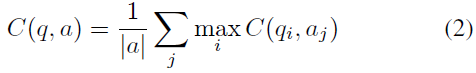 C(q, a) = \frac{1}{|a|} \sum_{j} \max_{i} C(q_i, a_j) (2)